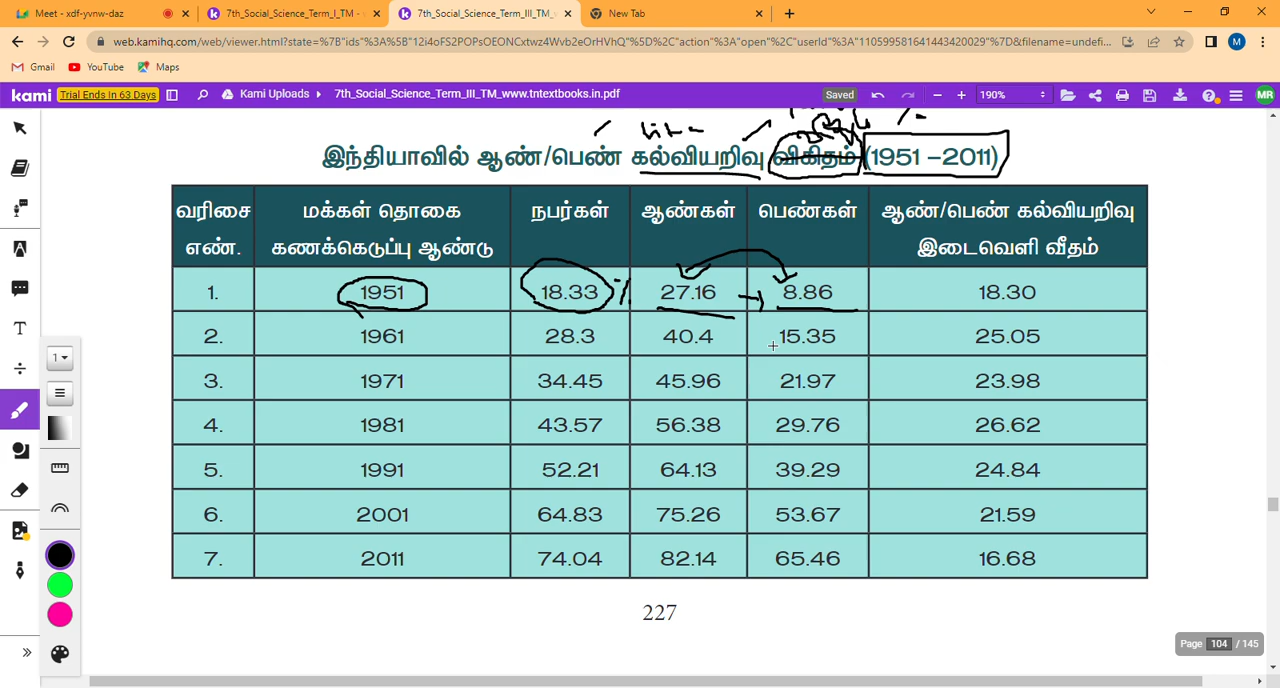 Meet - xdf-yvnw-daz
7th_Social_Science_Term_I_TM -
7th_Social_Science_Term_III_TM_
New Tab
web.kamihq.com/web/viewer.html?state=%7B"ids"%3A%5B"12i4oFS2POPsOEONCxtwz4Wvb2eOrHVhQ"%5D%2C"action"%3A"open"%2C"userId"%3A"110599581641443420029"%7D&filename=undefi...
Gmail
YouTube
Maps
kami
Trial Ends In 63 Days
Kami Uploads
7th_Social_Science_Term_III_TM_www.tntextbooks.in.pdf
Saved
190%
MR
இந்தியாவில் ஆண்/பெண் கல்வியறிவு விகிதம் (1951 –2011)
வரிசை எண். மக்கள் தொகை கணக்கெடுப்பு ஆண்டு நபர்கள் ஆண்கள் பெண்கள் ஆண்/பெண் கல்வியறிவு இடைவெளி வீதம்
1. 1951 18.33 % 27.16 8.86 18.30
2. 1961 28.3 40.4 15.35 25.05
3. 1971 34.45 45.96 21.97 23.98
4. 1981 43.57 56.38 29.76 26.62
5. 1991 52.21 64.13 39.29 24.84
6. 2001 64.83 75.26 53.67 21.59
7. 2011 74.04 82.14 65.46 16.68
227
Page 104 / 145